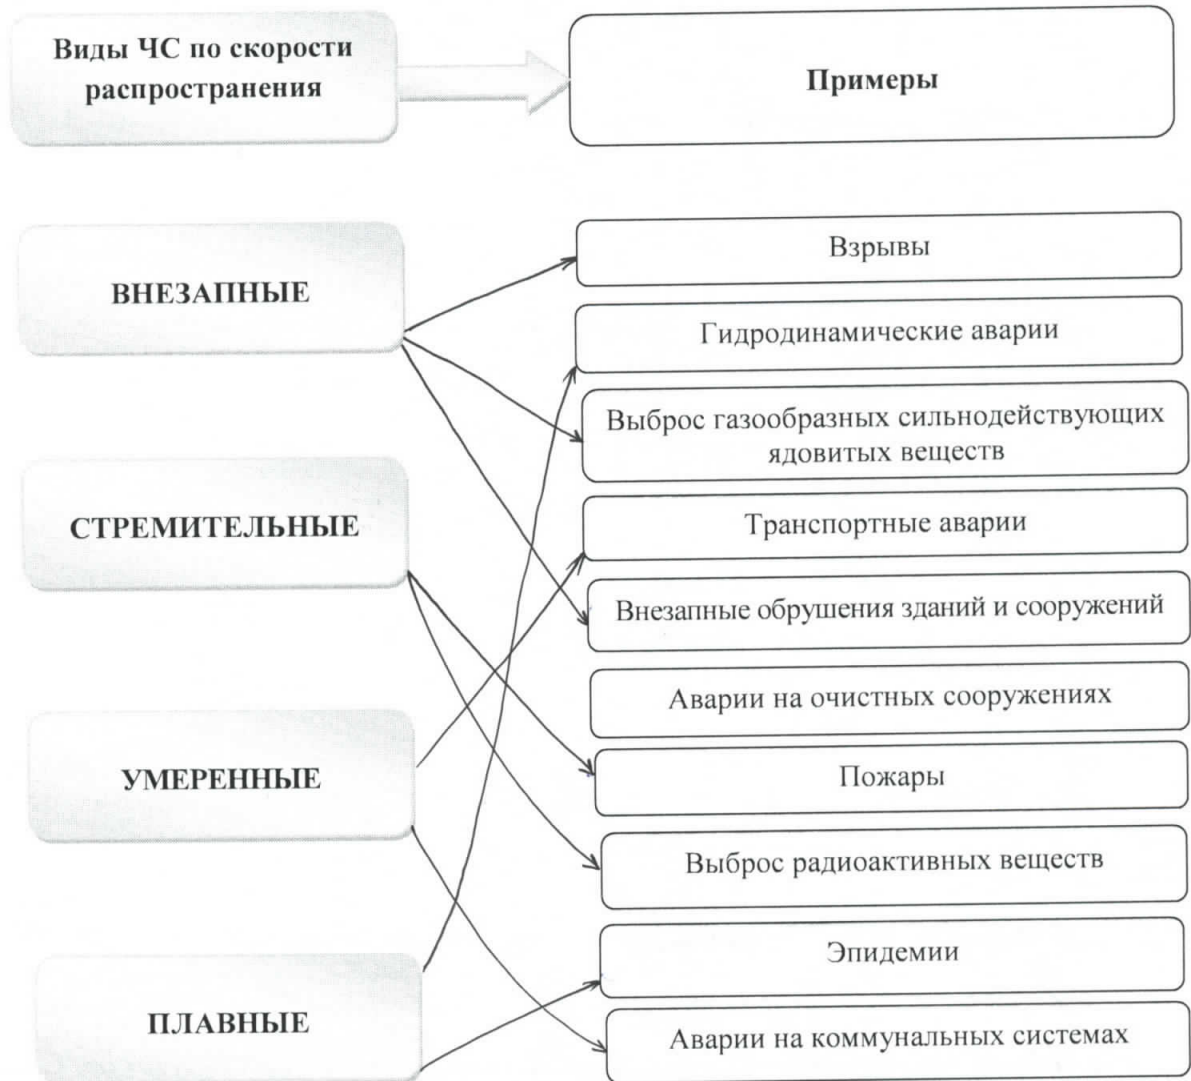 Виды ЧС по скорости
распространения
Примеры
ВНЕЗАПНЫЕ
СТРЕМИТЕЛЬНЫЕ
УМЕРЕННЫЕ
ПЛАВНЫЕ
Взрывы
Гидродинамические аварии
Выброс газообразных сильнодействующих
ядовитых веществ
Транспортные аварии
Внезапные обрушения зданий и сооружений
Аварии на очистных сооружениях
Пожары
Выброс радиоактивных веществ
Эпидемии
Аварии на коммунальных системах